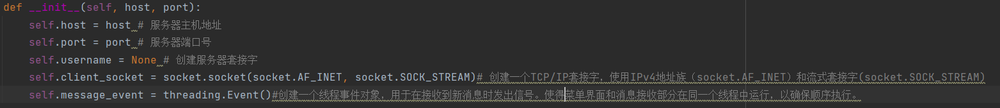 def __init__(self, host, port):
self.host = host # 服务器主机地址
self.port = port # 服务器端口号
self.username = None # 创建服务器套接字
self.client_socket = socket.socket(socket.AF_INET, socket.SOCK_STREAM)# 创建一个TCP/IP套接字，使用IPv4地址族（socket.AF_INET）和流式套接字(socket.SOCK_STREAM)
self.message_event = threading.Event()#创建一个线程事件对象，用于在接收到新消息时发出信号。使得菜单界面和消息接收部分在同一个线程中运行，以确保顺序执行。